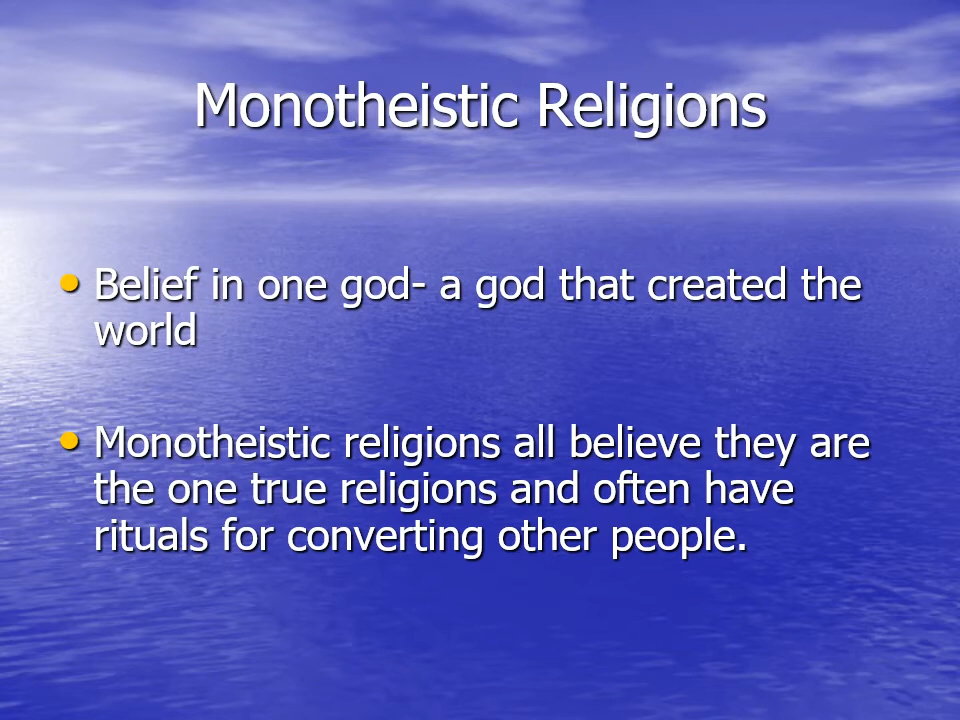 Monotheistic Religions
• Belief in one god- a god that created the
world
• Monotheistic religions all believe they are
the one true religions and often have
rituals for converting other people.